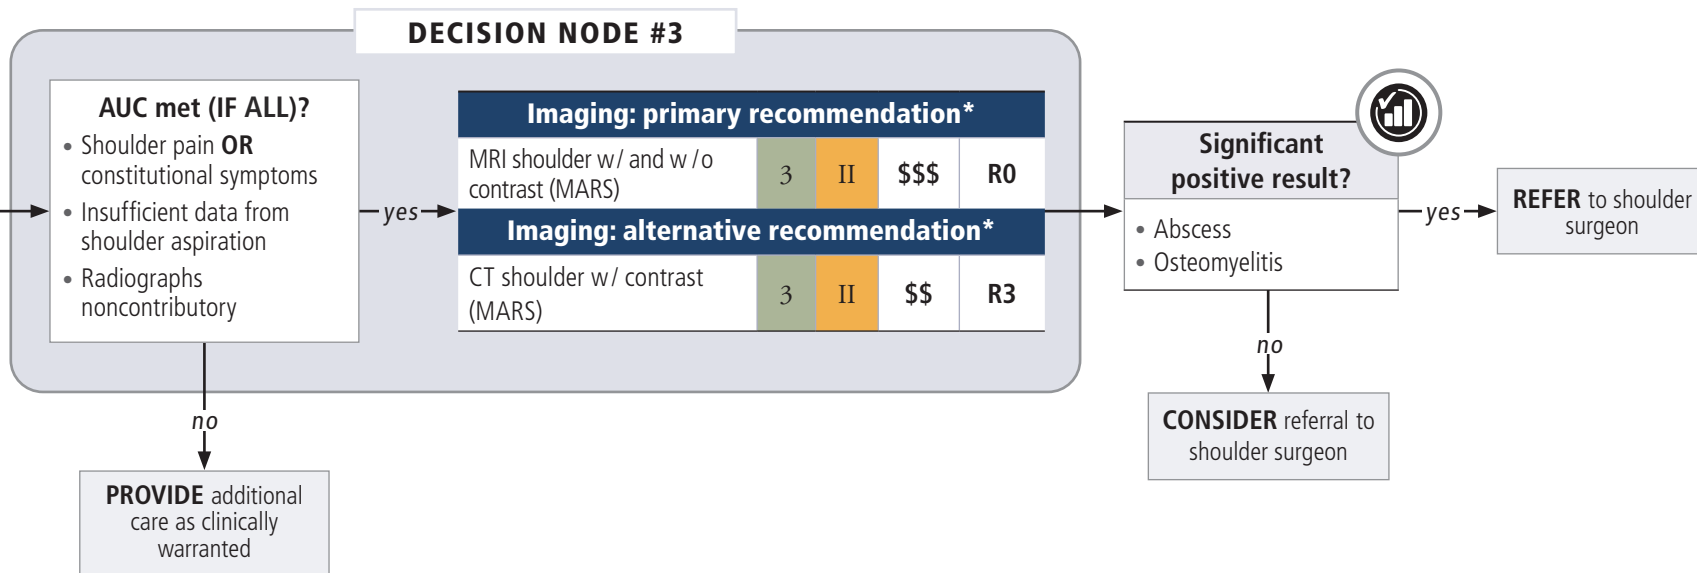 DECISION NODE #3
AUC met (IF ALL)?
• Shoulder pain OR
constitutional symptoms
• Insufficient data from
shoulder aspiration
• Radiographs
noncontributory
yes
no
PROVIDE additional
care as clinically
warranted
Imaging: primary recommendation*
MRI shoulder w/ and w/o
contrast (MARS)
3 II $$$ R0
Imaging: alternative recommendation*
CT shoulder w/ contrast
(MARS)
3 II $$ R3
Significant
positive result?
• Abscess
• Osteomyelitis
yes
REFER to shoulder
surgeon
no
CONSIDER referral to
shoulder surgeon